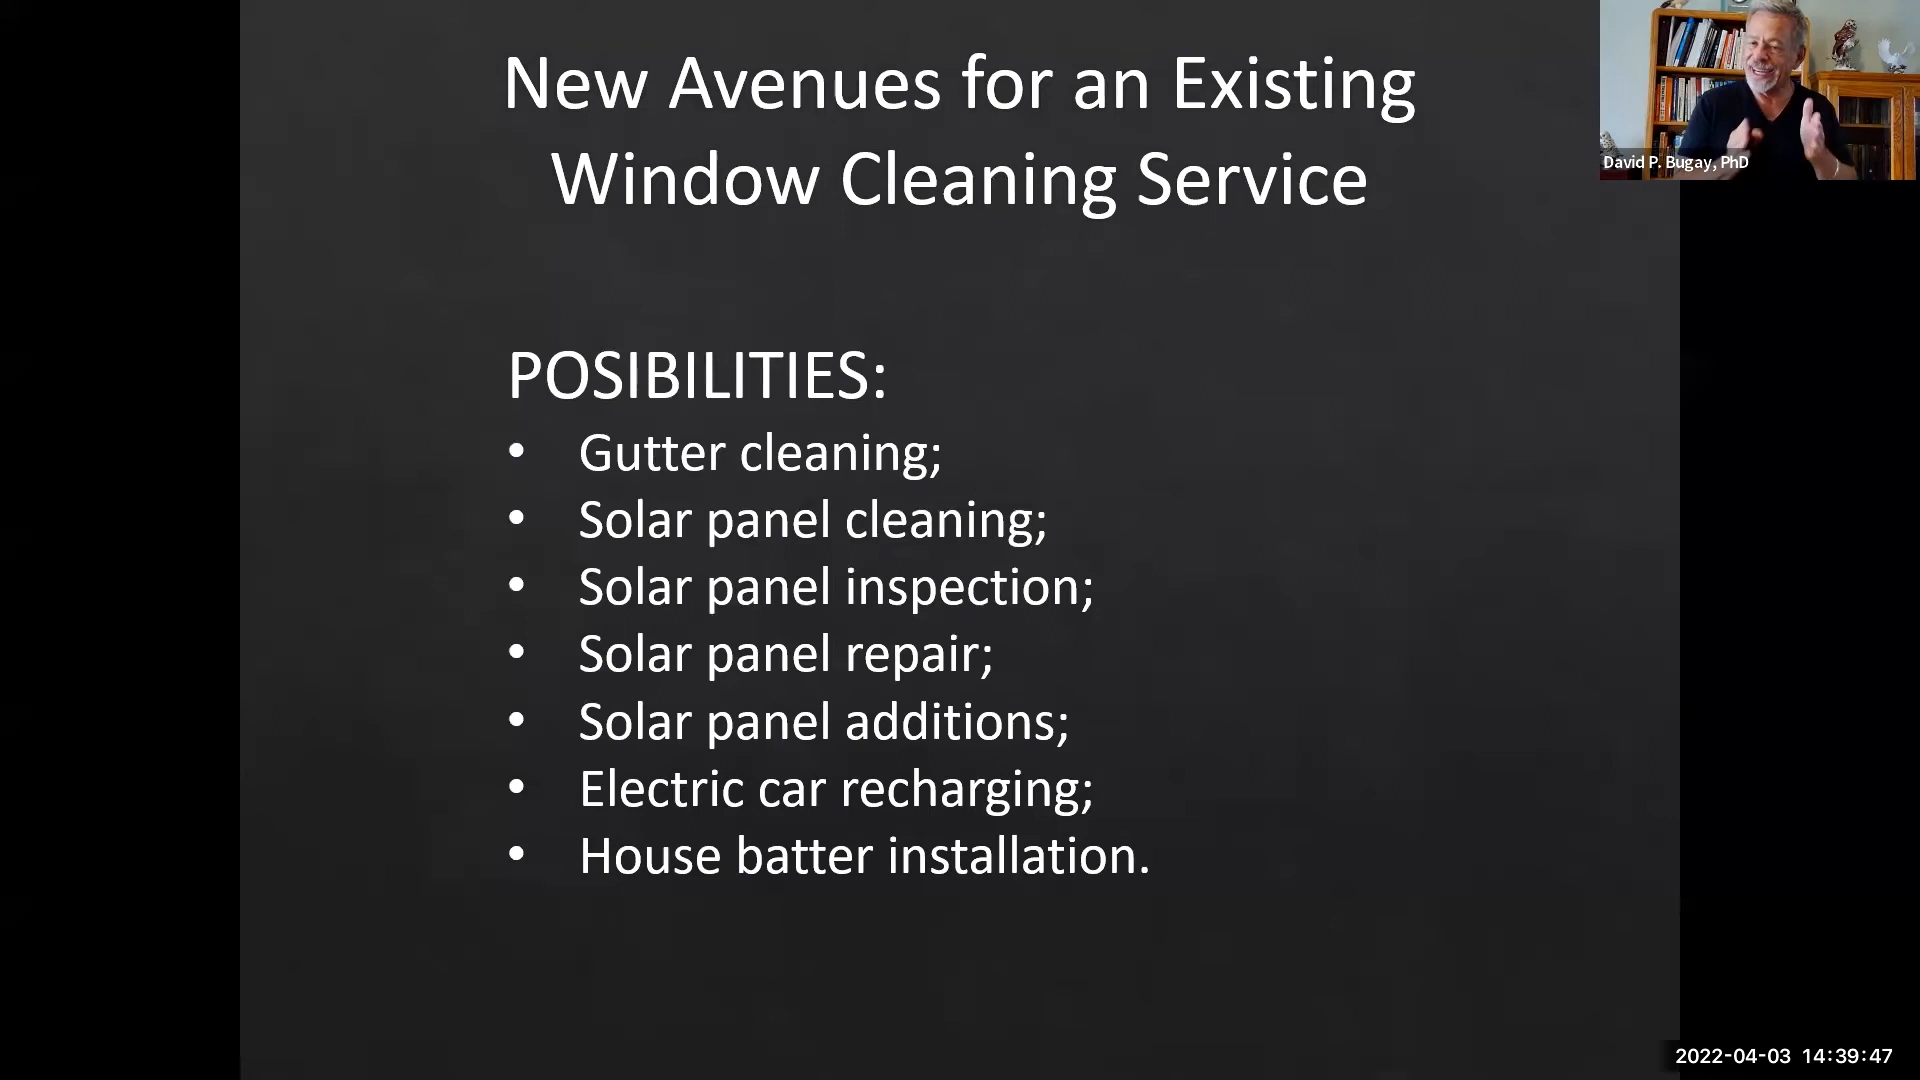 New Avenues for an Existing
Window Cleaning Service
David P. Bugay, PhD
POSIBILITIES:
• Gutter cleaning;
• Solar panel cleaning;
• Solar panel inspection;
• Solar panel repair;
• Solar panel additions;
• Electric car recharging;
• House batter installation.
2022-04-03 14:39:47